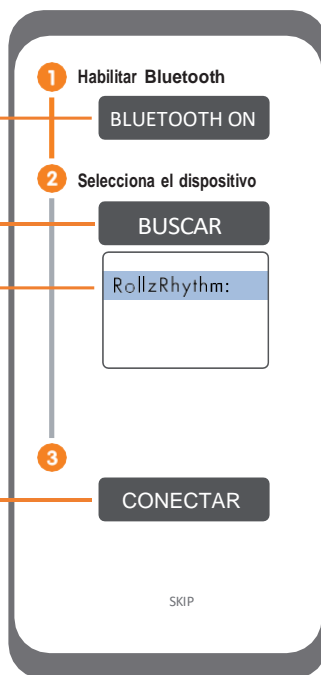 1 Habilitar Bluetooth
BLUETOOTH ON
2 Selecciona el dispositivo
BUSCAR
RollzRhythm:
3
CONECTAR
SKIP